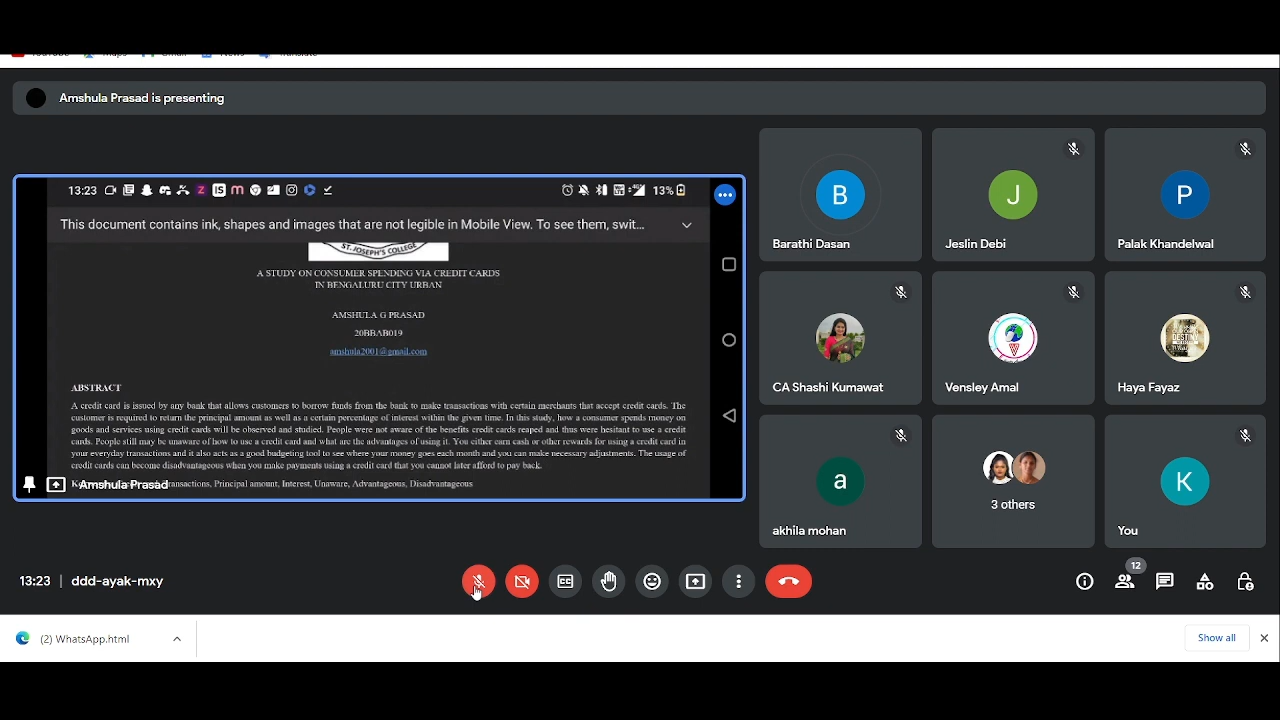 Amshula Prasad is presenting
13:23
13%
This document contains ink, shapes and images that are not legible in Mobile View. To see them, swit...
ST. JOSEPH'S COLLEGE
A STUDY ON CONSUMER SPENDING VIA CREDIT CARDS
IN BENGALURU CITY URBAN
AMSHULA G PRASAD
20BBAB019
amshula2001@gmail.com
ABSTRACT
A credit card is issued by any bank that allows customers to borrow funds from the bank to make transactions with certain merchants that accept credit cards. The
customer is required to return the principal amount as well as a certain percentage of interest within the given time. In this study, how a consumer spends money on
goods and services using credit cards will be observed and studied. People were not aware of the benefits credit cards reaped and thus were hesitant to use a credit
cards. People still may be unaware of how to use a credit card and what are the advantages of using it. You either earn cash or other rewards for using a credit card in
your everyday transactions and it also acts as a good budgeting tool to see where your money goes each month and you can make necessary adjustments. The usage of
credit cards can become disadvantageous when you make payments using a credit card that you cannot later afford to pay back.
Amshula Prasad
transactions, Principal amount, Interest, Unaware, Advantageous, Disadvantageous
B
Barathi Dasan
J
Jeslin Debi
P
Palak Khandelwal
CA Shashi Kumawat
Vensley Amal
DESTINY
Haya Fayaz
a
akhila mohan
3 others
K
You
13:23 | ddd-ayak-mxy
12
(2) WhatsApp.html
Show all